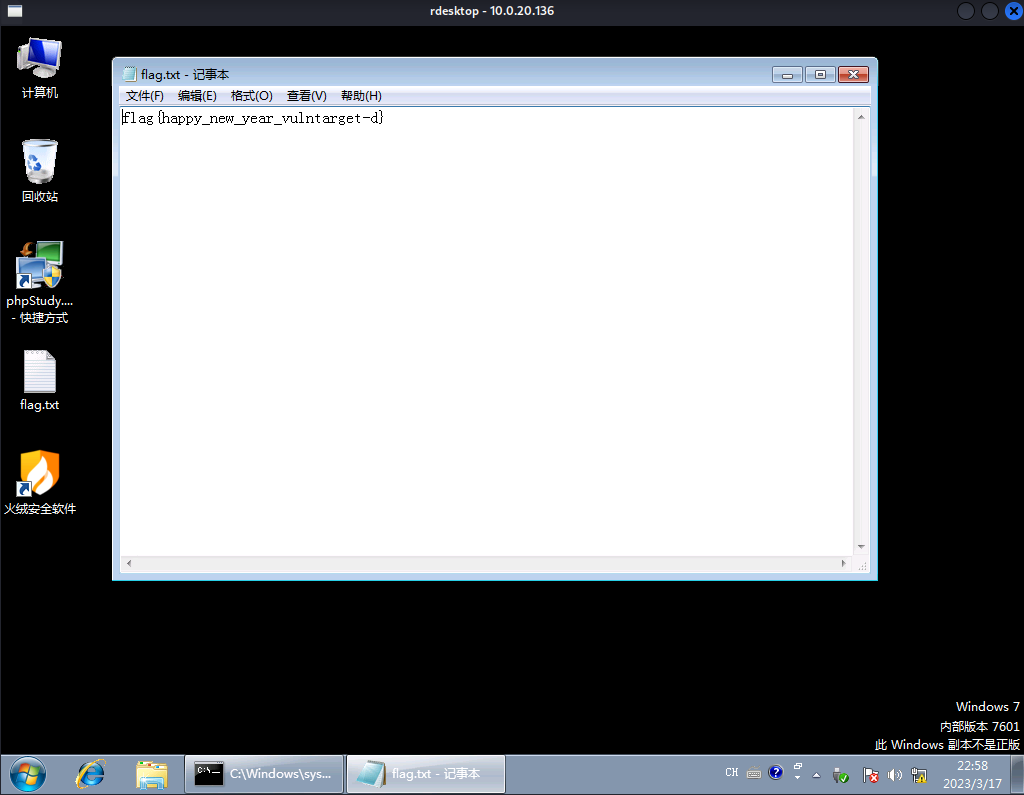 rdesktop - 10.0.20.136
计算机
回收站
phpStudy....
- 快捷方式
flag.txt
火绒安全软件
flag.txt - 记事本
文件(F) 编辑(E) 格式(O) 查看(V) 帮助(H)
flag{happy_new_year_vulntarget-d}
Windows 7
内部版本 7601
此 Windows 副本不是正版
C:\Windows\sys...
flag.txt - 记事本
CH
22:58
2023/3/17